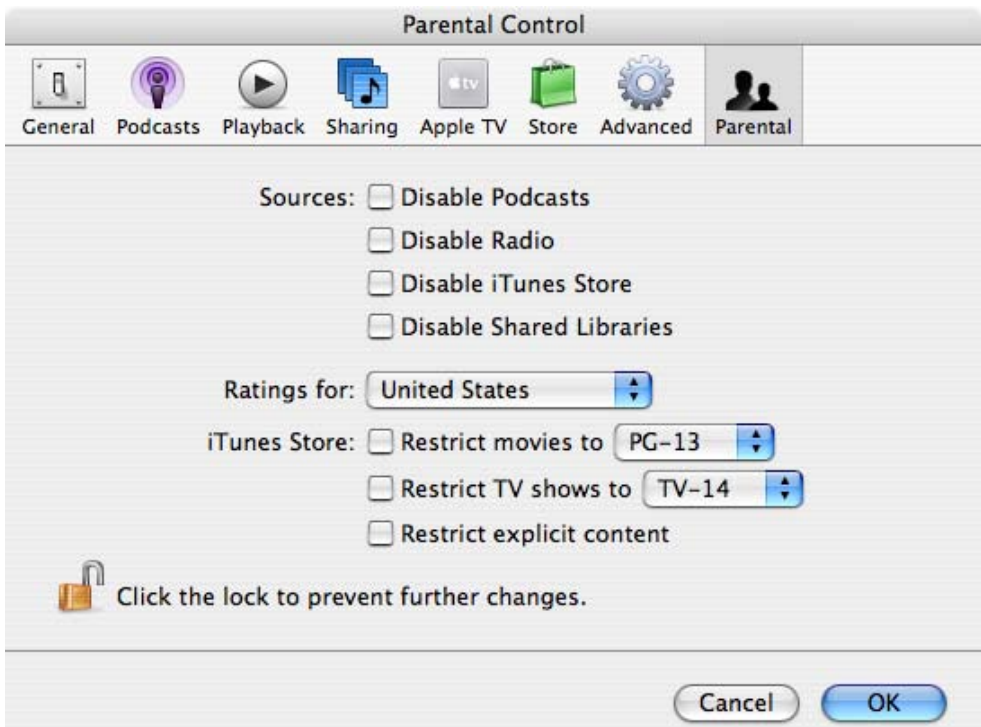 Parental Control
tv
General Podcasts Playback Sharing Apple TV Store Advanced Parental
Sources: Disable Podcasts
Disable Radio
Disable iTunes Store
Disable Shared Libraries
Ratings for: United States
iTunes Store: Restrict movies to PG-13
Restrict TV shows to TV-14
Restrict explicit content
Click the lock to prevent further changes.
Cancel OK